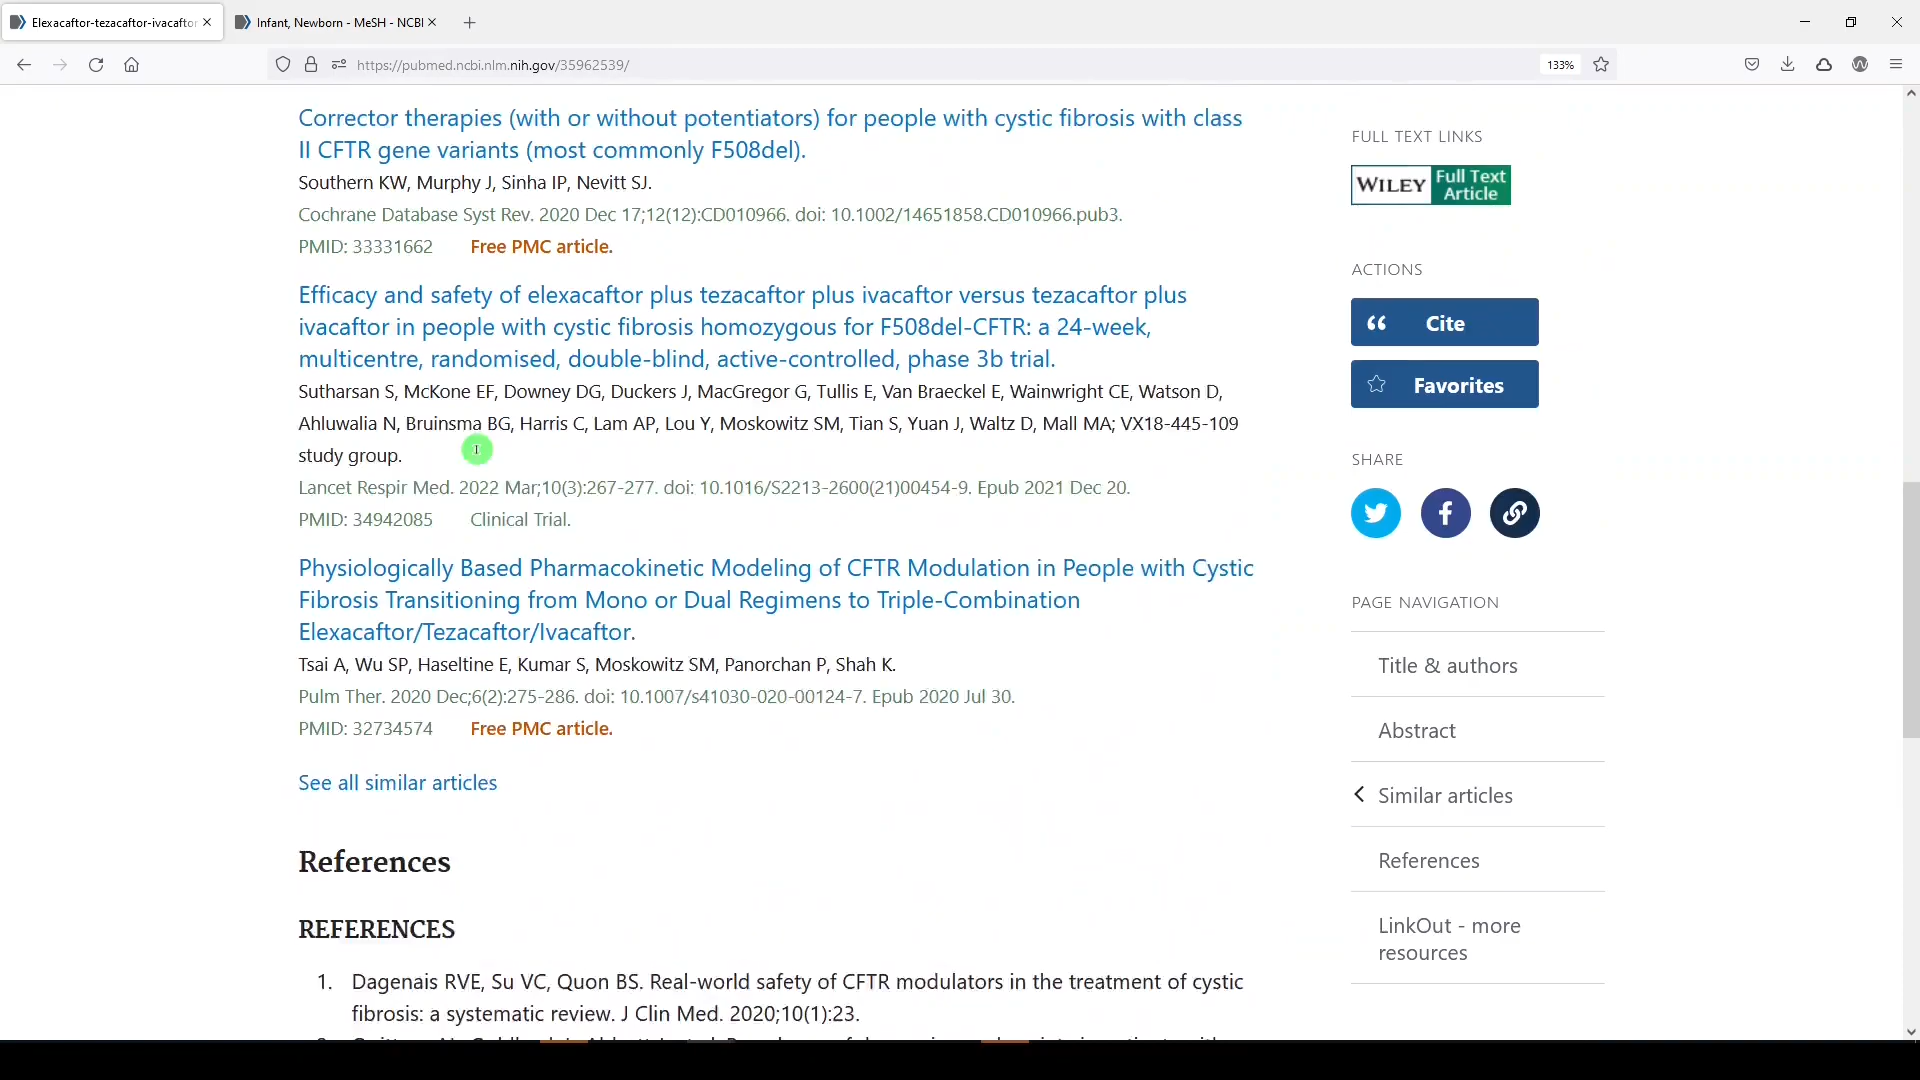 Elexacaftor-tezacaftor-ivacaftor
Infant, Newborn - MeSH - NCBI
https://pubmed.ncbi.nlm.nih.gov/35962539/
133%
Corrector therapies (with or without potentiators) for people with cystic fibrosis with class
II CFTR gene variants (most commonly F508del).
Southern KW, Murphy J, Sinha IP, Nevitt SJ.
Cochrane Database Syst Rev. 2020 Dec 17;12(12):CD010966. doi: 10.1002/14651858.CD010966.pub3.
PMID: 33331662 Free PMC article.
Efficacy and safety of elexacaftor plus tezacaftor plus ivacaftor versus tezacaftor plus
ivacaftor in people with cystic fibrosis homozygous for F508del-CFTR: a 24-week,
multicentre, randomised, double-blind, active-controlled, phase 3b trial.
Sutharsan S, McKone EF, Downey DG, Duckers J, MacGregor G, Tullis E, Van Braeckel E, Wainwright CE, Watson D,
Ahluwalia N, Bruinsma BG, Harris C, Lam AP, Lou Y, Moskowitz SM, Tian S, Yuan J, Waltz D, Mall MA; VX18-445-109
study group.
Lancet Respir Med. 2022 Mar;10(3):267-277. doi: 10.1016/S2213-2600(21)00454-9. Epub 2021 Dec 20.
PMID: 34942085 Clinical Trial.
Physiologically Based Pharmacokinetic Modeling of CFTR Modulation in People with Cystic
Fibrosis Transitioning from Mono or Dual Regimens to Triple-Combination
Elexacaftor/Tezacaftor/Ivacaftor.
Tsai A, Wu SP, Haseltine E, Kumar S, Moskowitz SM, Panorchan P, Shah K.
Pulm Ther. 2020 Dec;6(2):275-286. doi: 10.1007/s41030-020-00124-7. Epub 2020 Jul 30.
PMID: 32734574 Free PMC article.
See all similar articles
References
REFERENCES
1. Dagenais RVE, Su VC, Quon BS. Real-world safety of CFTR modulators in the treatment of cystic
fibrosis: a systematic review. J Clin Med. 2020;10(1):23.
FULL TEXT LINKS
WILEY Full Text
Article
ACTIONS
Cite
Favorites
SHARE
PAGE NAVIGATION
Title & authors
Abstract
Similar articles
References
LinkOut - more
resources